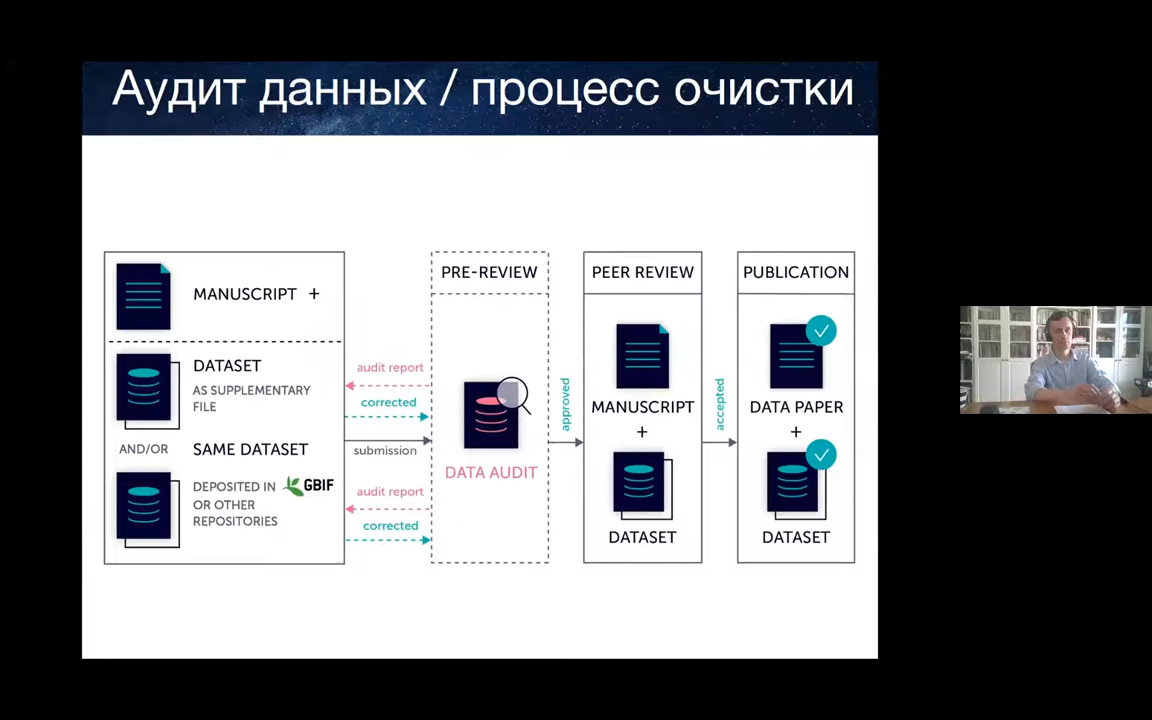 Аудит данных / процесс очистки
MANUSCRIPT +
DATASET
AS SUPPLEMENTARY
FILE
AND/OR
SAME DATASET
DEPOSITED IN GBIF
OR OTHER
REPOSITORIES
audit report
corrected
submission
audit report
corrected
PRE-REVIEW
DATA AUDIT
approved
PEER REVIEW
MANUSCRIPT
+
DATASET
accepted
PUBLICATION
DATA PAPER
+
DATASET